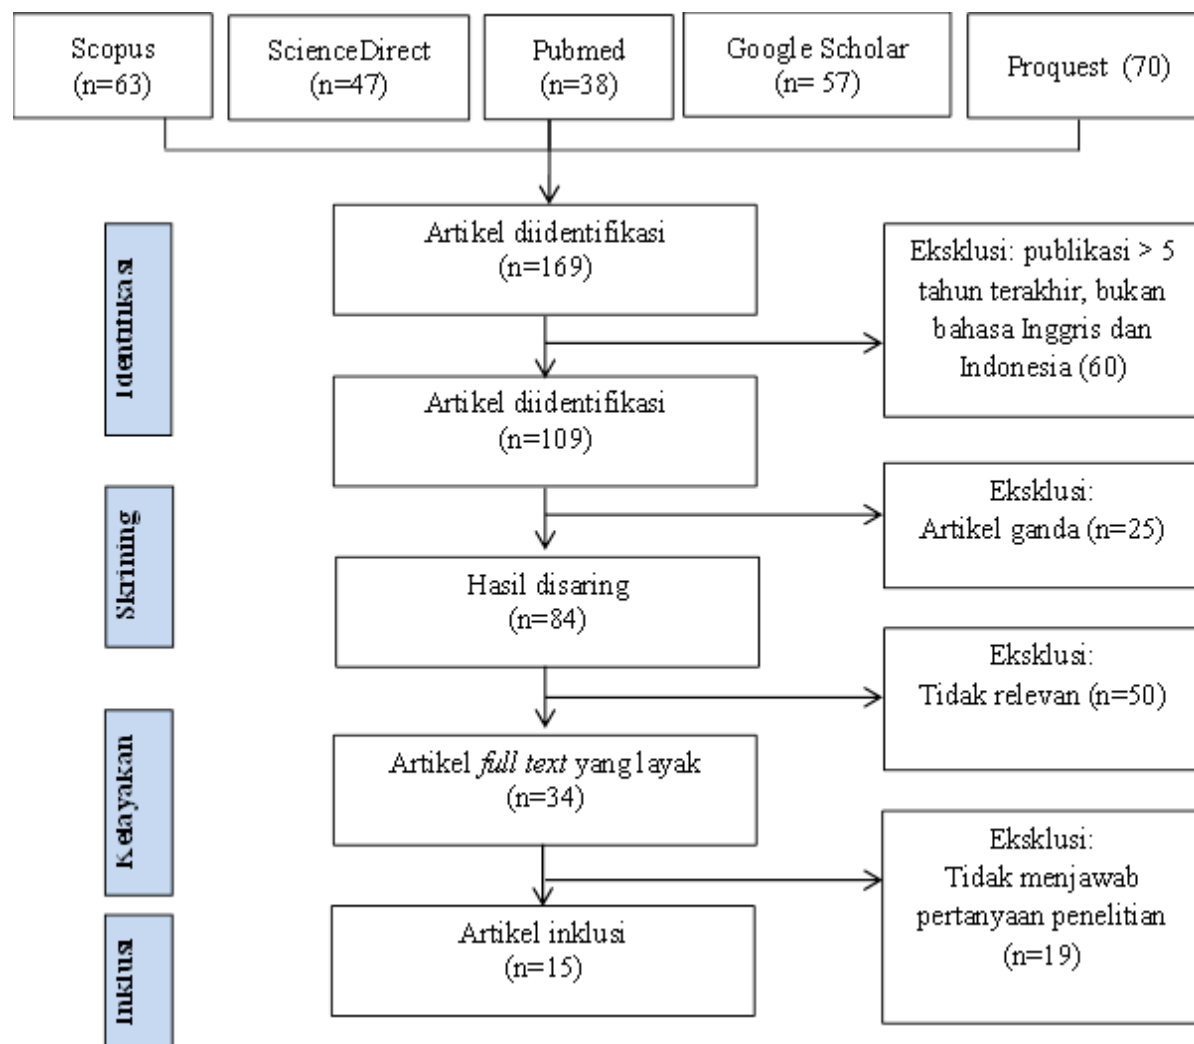 Scopus
(n=63)
ScienceDirect
(n=47)
Pubmed
(n=38)
Google Scholar
(n= 57)
Proquest (70)
Identifikasi
Artikel diidentifikasi
(n=169)
Eksklusi: publikasi > 5
tahun terakhir, bukan
bahasa Inggris dan
Indonesia (60)
Artikel diidentifikasi
(n=109)
Skrining
Eksklusi:
Artikel ganda (n=25)
Hasil disaring
(n=84)
Eksklusi:
Tidak relevan (n=50)
Kelayakan
Artikel full text yang layak
(n=34)
Eksklusi:
Tidak menjawab
pertanyaan penelitian
(n=19)
Inklusi
Artikel inklusi
(n=15)